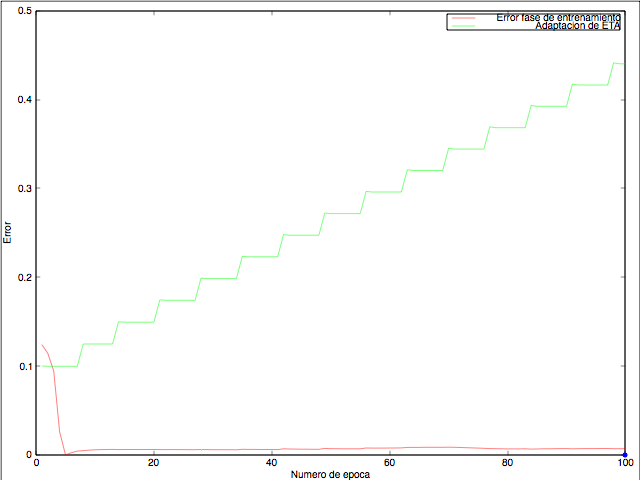 0.5
Error fase de entrenamiento
Adaptacion de ETA
0.4
0.3
Error
0.2
0.1
0
0 20 40 60 80 100
Numero de epoca